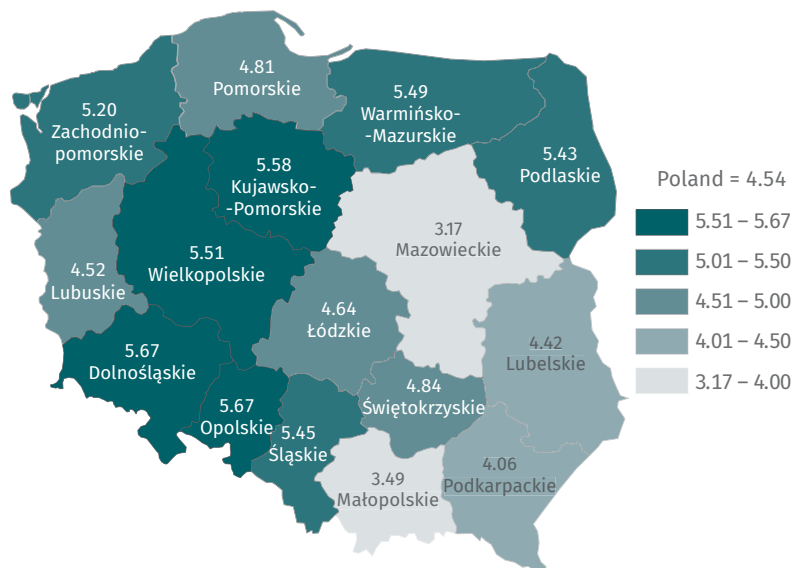 4.81
Pomorskie
5.20
Zachodnio-
pomorskie
5.49
Warmińsko-
-Mazurskie
5.43
Podlaskie
5.58
Kujawsko-
-Pomorskie
3.17
Mazowieckie
4.52
Lubuskie
5.51
Wielkopolskie
4.64
Łódzkie
4.42
Lubelskie
5.67
Dolnośląskie
5.67
Opolskie
5.45
Śląskie
4.84
Świętokrzyskie
3.49
Małopolskie
4.06
Podkarpackie
Poland = 4.54
5.51 – 5.67
5.01 – 5.50
4.51 – 5.00
4.01 – 4.50
3.17 – 4.00